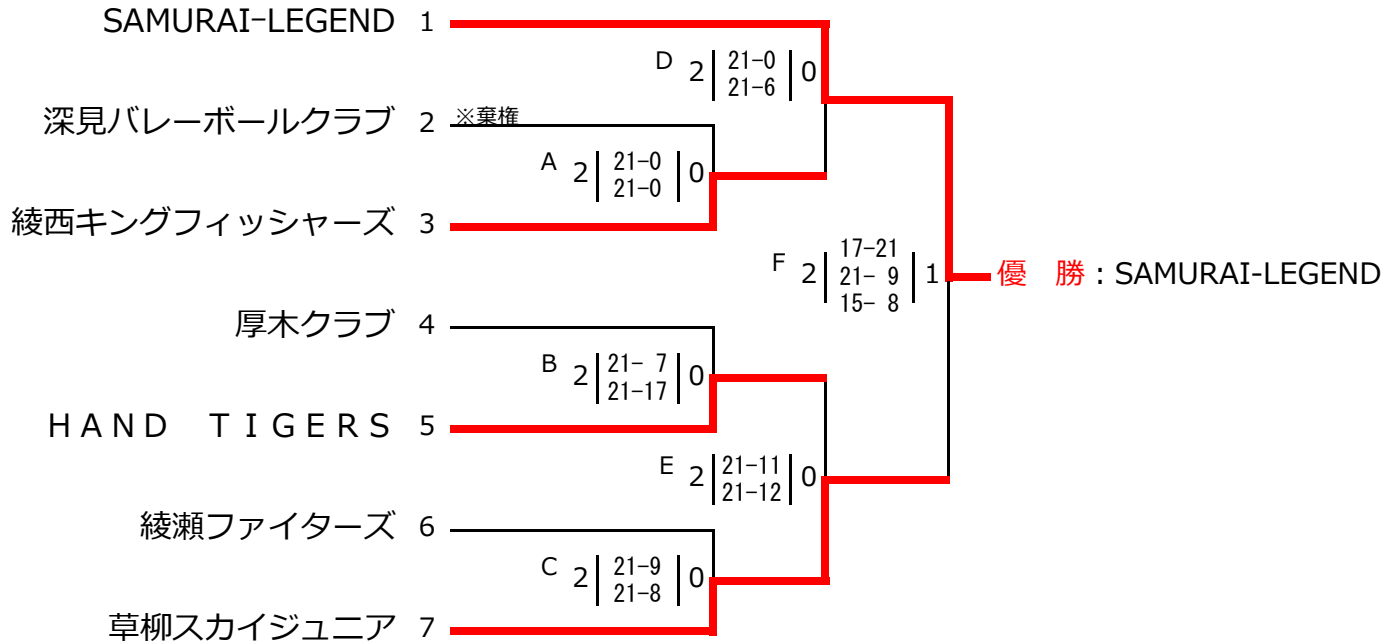 SAMURAI-LEGEND 1
D 2 21-0 0
21-6
深見バレーボールクラブ 2 ※棄権
A 2 21-0 0
21-0
綾西キングフィッシャーズ 3
F 2 17-21 1
21- 9
15- 8
優　勝：SAMURAI-LEGEND
厚木クラブ 4
B 2 21- 7 0
21-17
ＨＡＮＤ　ＴＩＧＥＲＳ 5
E 2 21-11 0
21-12
綾瀬ファイターズ 6
C 2 21-9 0
21-8
草柳スカイジュニア 7